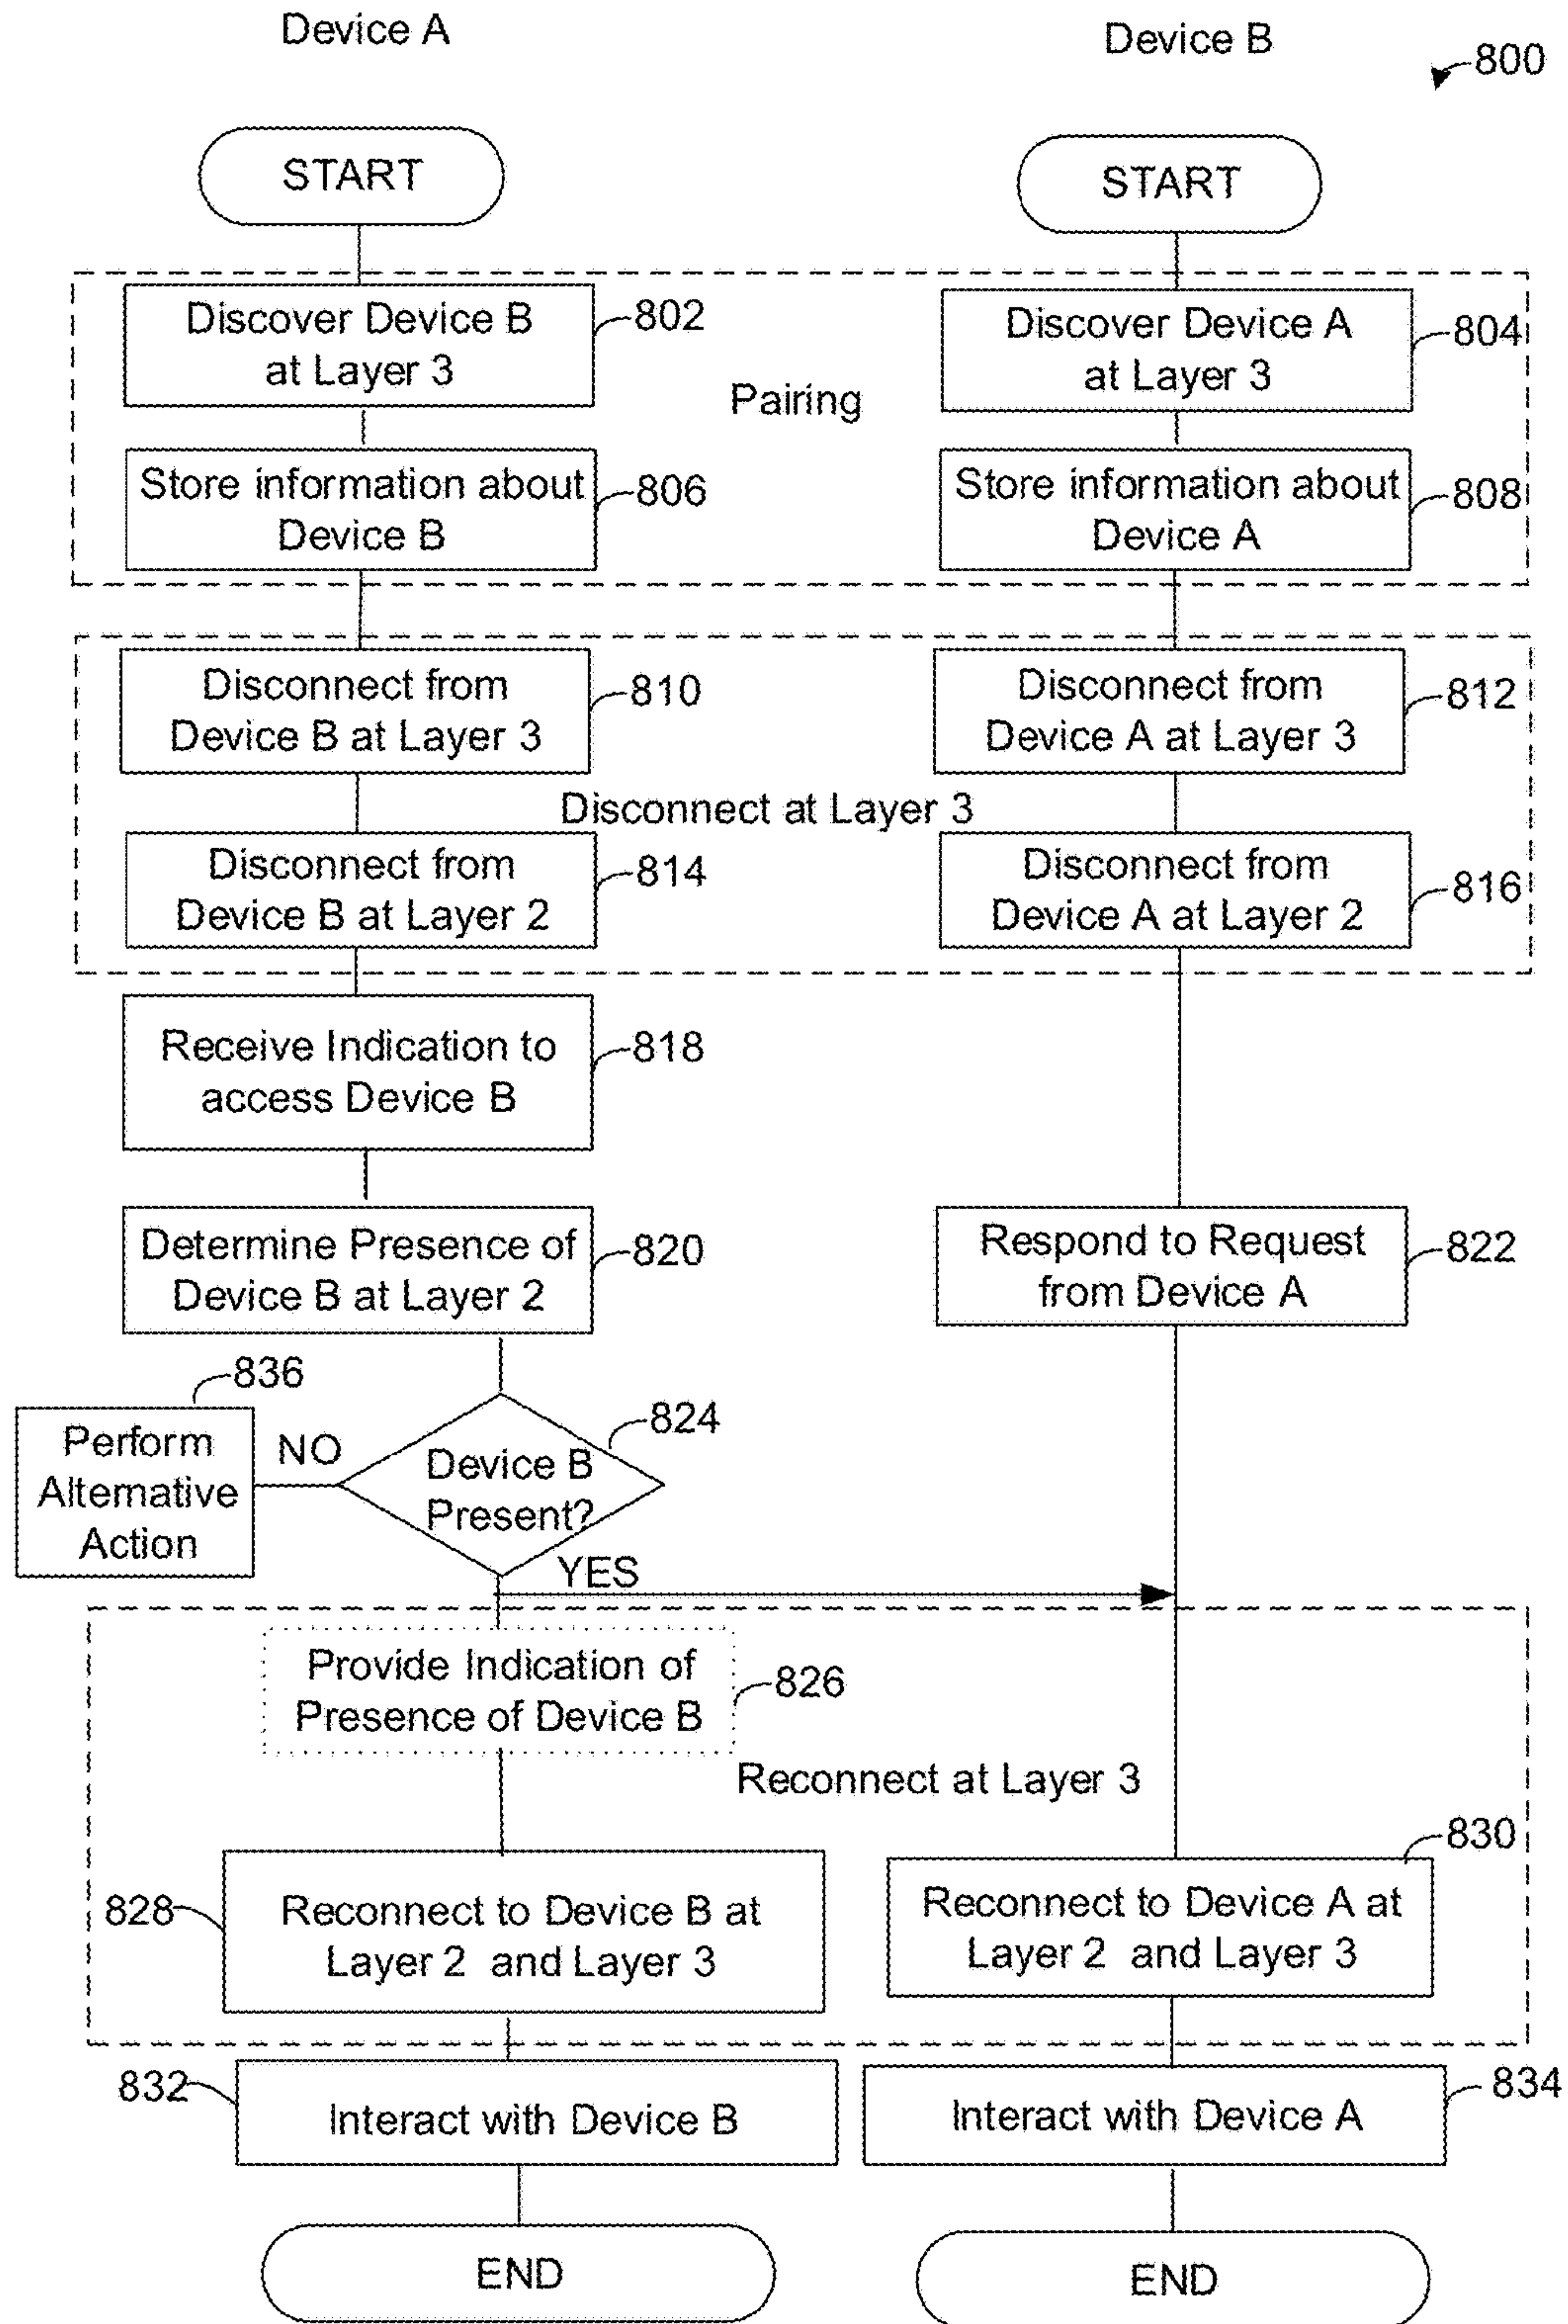 Device A
Device B
800
START
START
Discover Device B
at Layer 3
802
Discover Device A
at Layer 3
804
Pairing
Store information about
Device B
806
Store information about
Device A
808
Disconnect from
Device B at Layer 3
810
Disconnect from
Device A at Layer 3
812
Disconnect at Layer 3
Disconnect from
Device B at Layer 2
814
Disconnect from
Device A at Layer 2
816
Receive Indication to
access Device B
818
Determine Presence of
Device B at Layer 2
820
Respond to Request
from Device A
822
836
Perform
Alternative
Action
NO
Device B
Present?
824
YES
Provide Indication of
Presence of Device B
826
Reconnect at Layer 3
828
Reconnect to Device B at
Layer 2 and Layer 3
830
Reconnect to Device A at
Layer 2 and Layer 3
832
Interact with Device B
Interact with Device A
834
END
END